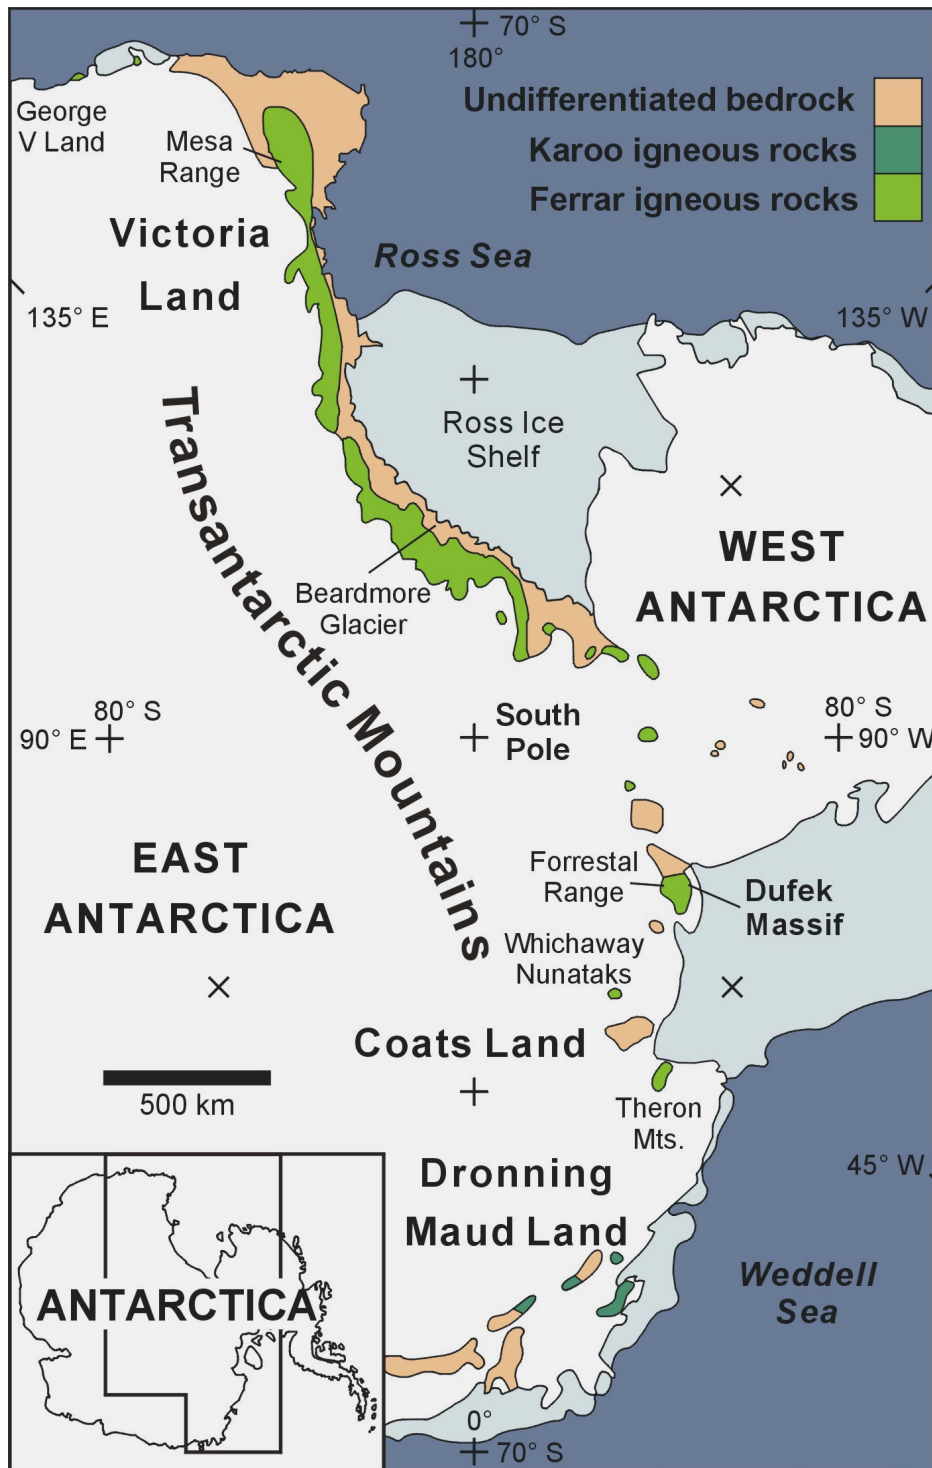 70° S
180°
George
V Land
Mesa
Range
Undifferentiated bedrock
Karoo igneous rocks
Ferrar igneous rocks
Victoria
Land
Ross Sea
135° E
135° W
Transantarctic Mountains
Ross Ice
Shelf
WEST
ANTARCTICA
Beardmore
Glacier
80° S
90° E
South
Pole
80° S
90° W
EAST
ANTARCTICA
Forrestal
Range
Dufek
Massif
Whichaway
Nunataks
Coats Land
500 km
Theron
Mts.
Dronning
Maud Land
45° W
Weddell
Sea
ANTARCTICA
0°
70° S